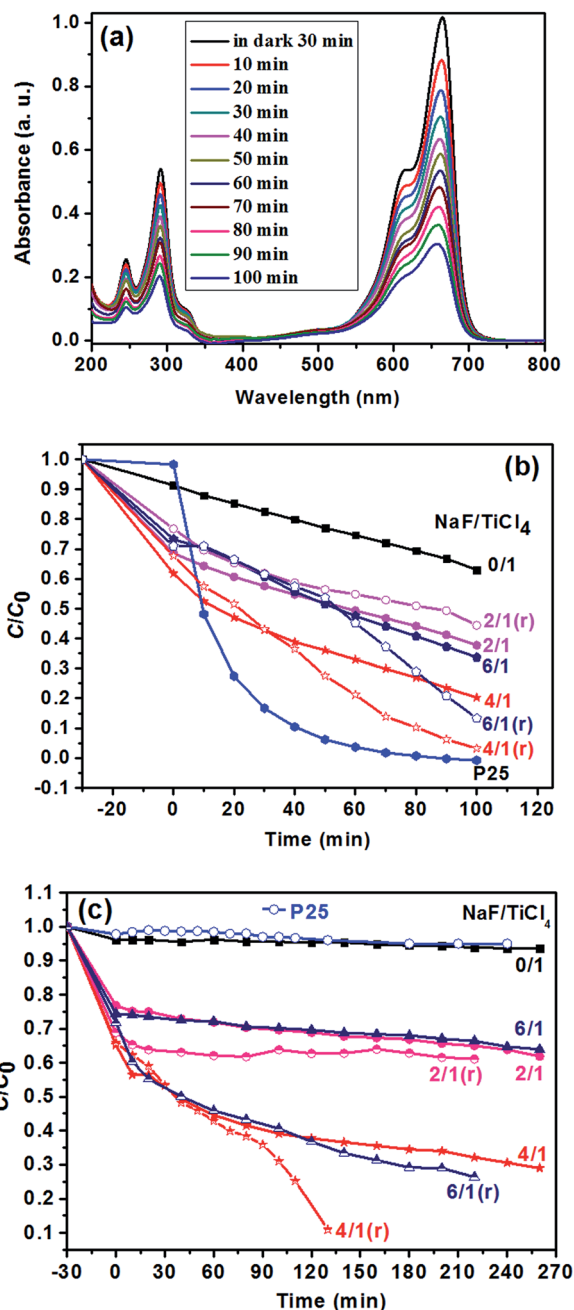 (a)
in dark 30 min
10 min
20 min
30 min
40 min
50 min
60 min
70 min
80 min
90 min
100 min
1.0
0.8
0.6
0.4
0.2
0.0
Absorbance (a. u.)
200 300 400 500 600 700 800
Wavelength (nm)
(b)
NaF/TiCl4
0/1
2/1(r)
2/1
6/1
4/1
6/1(r)
4/1(r)
P25
1.0
0.9
0.8
0.7
0.6
0.5
0.4
0.3
0.2
0.1
0.0
-0.1
C/C0
-20 0 20 40 60 80 100 120
Time (min)
(c)
P25
NaF/TiCl4
0/1
6/1
2/1(r)
2/1
4/1
6/1(r)
4/1(r)
1.1
1.0
0.9
0.8
0.7
0.6
0.5
0.4
0.3
0.2
0.1
C/C0
-30 0 30 60 90 120 150 180 210 240 270
Time (min)